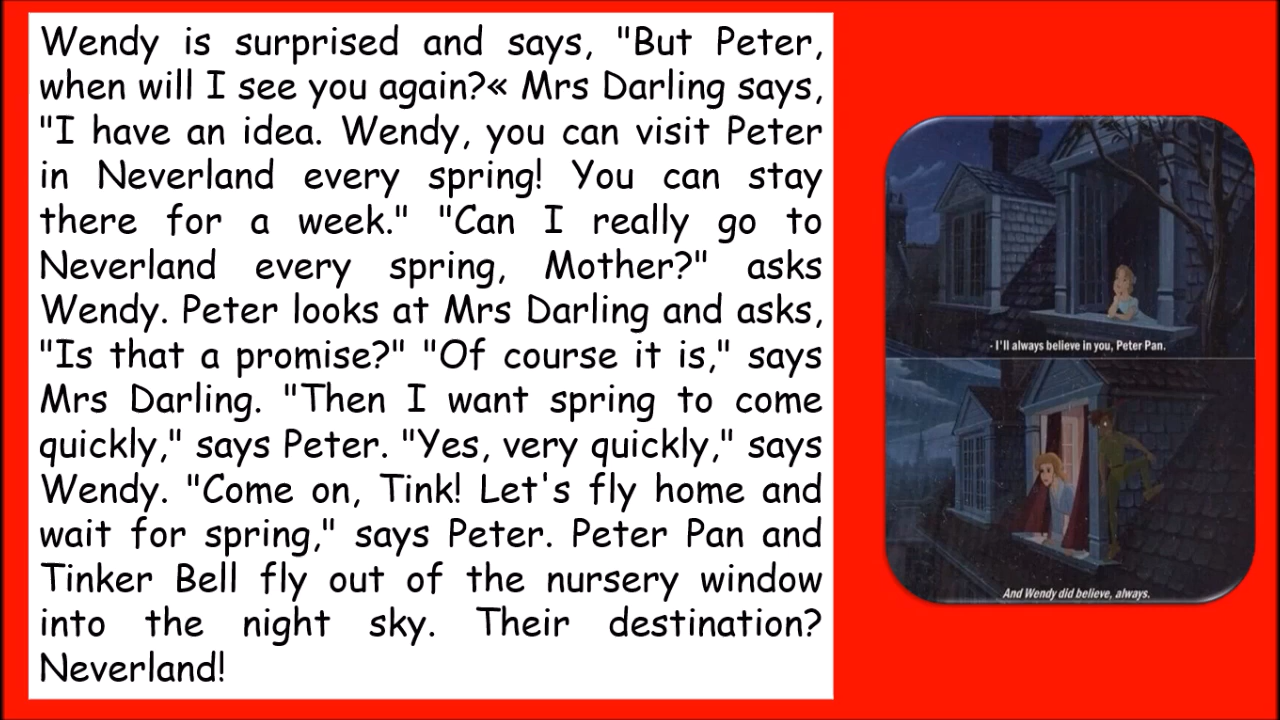 Wendy is surprised and says, "But Peter,
when will I see you again?« Mrs Darling says,
"I have an idea. Wendy, you can visit Peter
in Neverland every spring! You can stay
there for a week." "Can I really go to
Neverland every spring, Mother?" asks
Wendy. Peter looks at Mrs Darling and asks,
"Is that a promise?" "Of course it is," says
Mrs Darling. "Then I want spring to come
quickly," says Peter. "Yes, very quickly," says
Wendy. "Come on, Tink! Let's fly home and
wait for spring," says Peter. Peter Pan and
Tinker Bell fly out of the nursery window
into the night sky. Their destination?
Neverland!
- I'll always believe in you, Peter Pan.
And Wendy did believe, always.